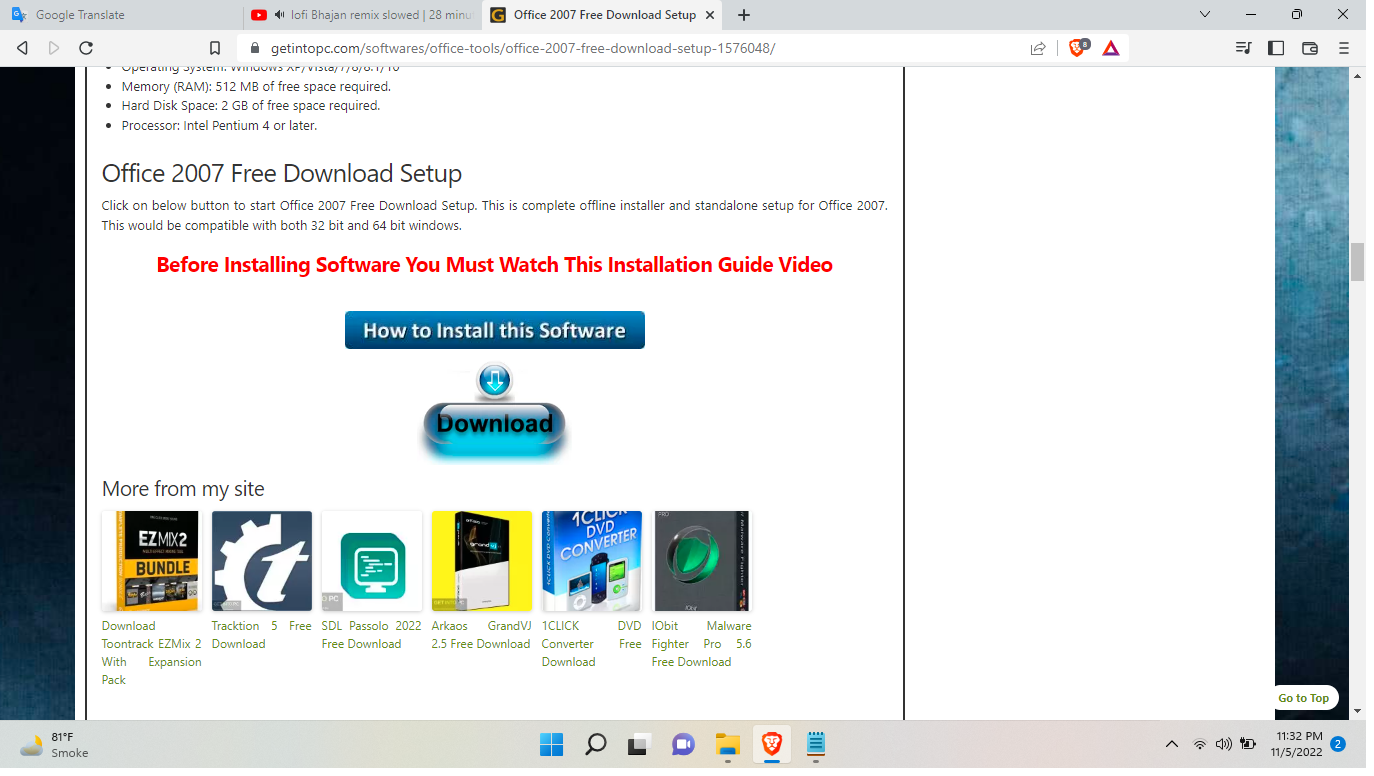 Google Translate
lofi Bhajan remix slowed | 28 minu
Office 2007 Free Download Setup
getintopc.com/softwares/office-tools/office-2007-free-download-setup-1576048/
8
Operating System: Windows XP/Vista/7/8/8.1/10
Memory (RAM): 512 MB of free space required.
Hard Disk Space: 2 GB of free space required.
Processor: Intel Pentium 4 or later.
Office 2007 Free Download Setup
Click on below button to start Office 2007 Free Download Setup. This is complete offline installer and standalone setup for Office 2007.
This would be compatible with both 32 bit and 64 bit windows.
Before Installing Software You Must Watch This Installation Guide Video
How to Install this Software
Download
More from my site
EZMIX2
BUNDLE
1CLICK
DVD
CONVERTER
Download
Toontrack EZMix 2
With Expansion
Pack
Tracktion 5 Free
Download
SDL Passolo 2022
Free Download
Arkaos GrandVJ
2.5 Free Download
1CLICK DVD
Converter Free
Download
IObit Malware
Fighter Pro 5.6
Free Download
Go to Top
81°F
Smoke
11:32 PM
11/5/2022
2